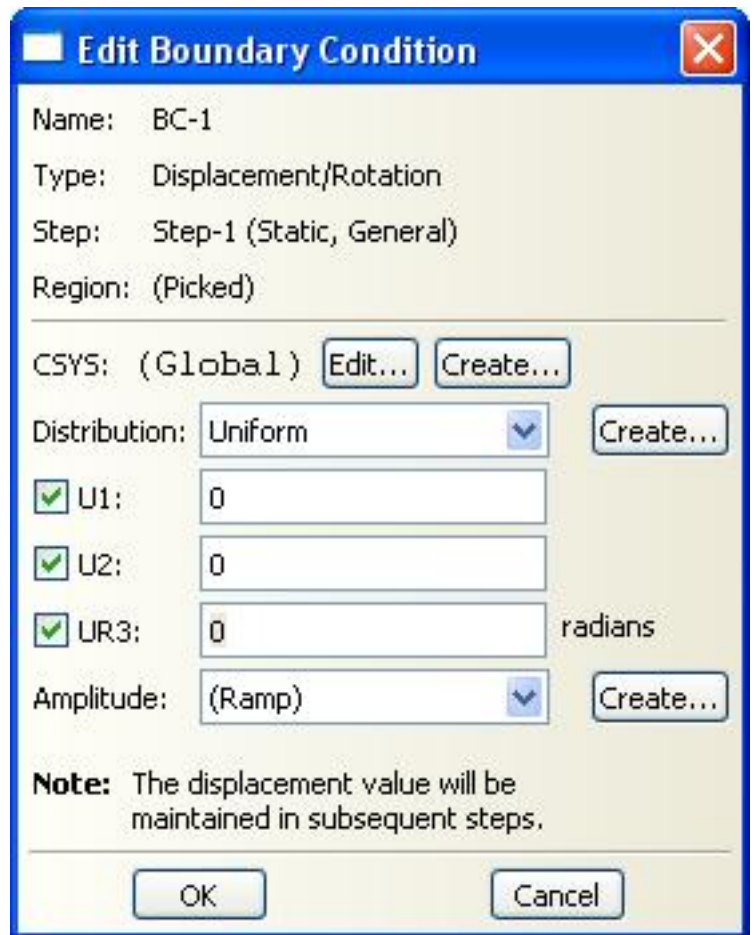 Edit Boundary Condition
Name: BC-1
Type: Displacement/Rotation
Step: Step-1 (Static, General)
Region: (Picked)
CSYS: (Global) Edit... Create...
Distribution: Uniform Create...
U1: 0
U2: 0
UR3: 0 radians
Amplitude: (Ramp) Create...
Note: The displacement value will be
maintained in subsequent steps.
OK Cancel